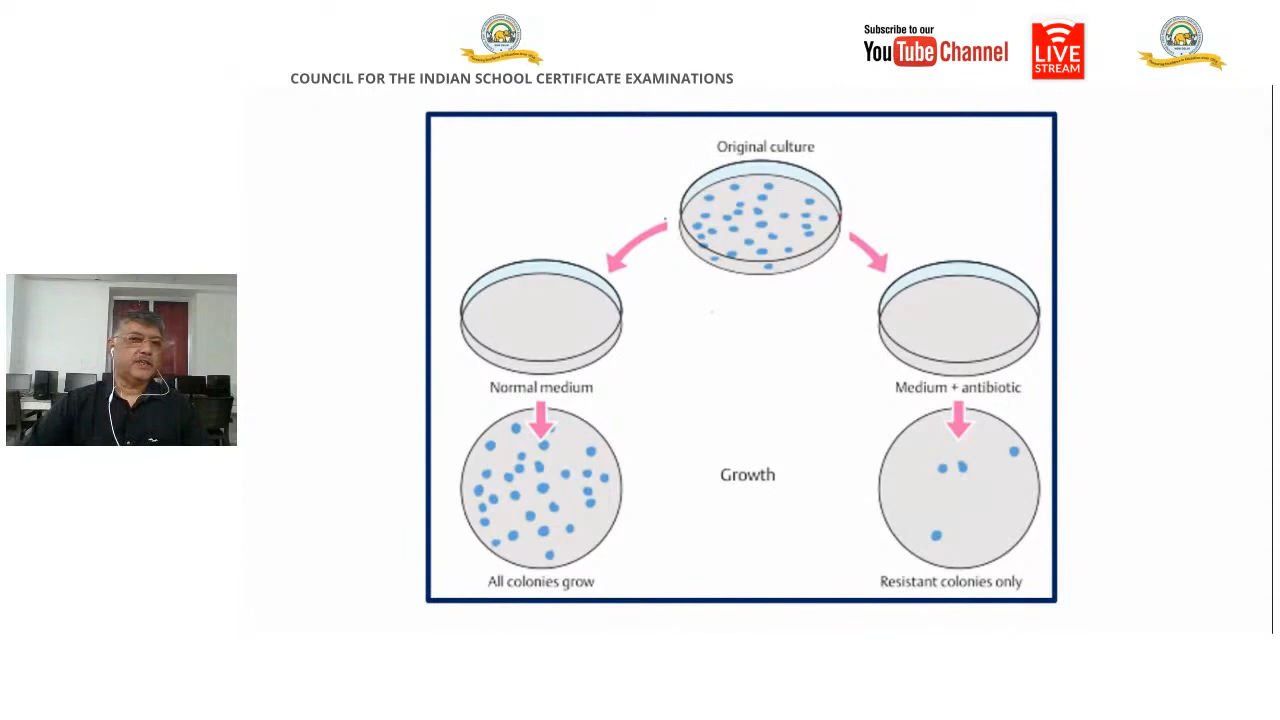 Subscribe to our
YouTube Channel
LIVE
STREAM
COUNCIL FOR THE INDIAN SCHOOL CERTIFICATE EXAMINATIONS
Original culture
Normal medium
Medium + antibiotic
Growth
All colonies grow
Resistant colonies only